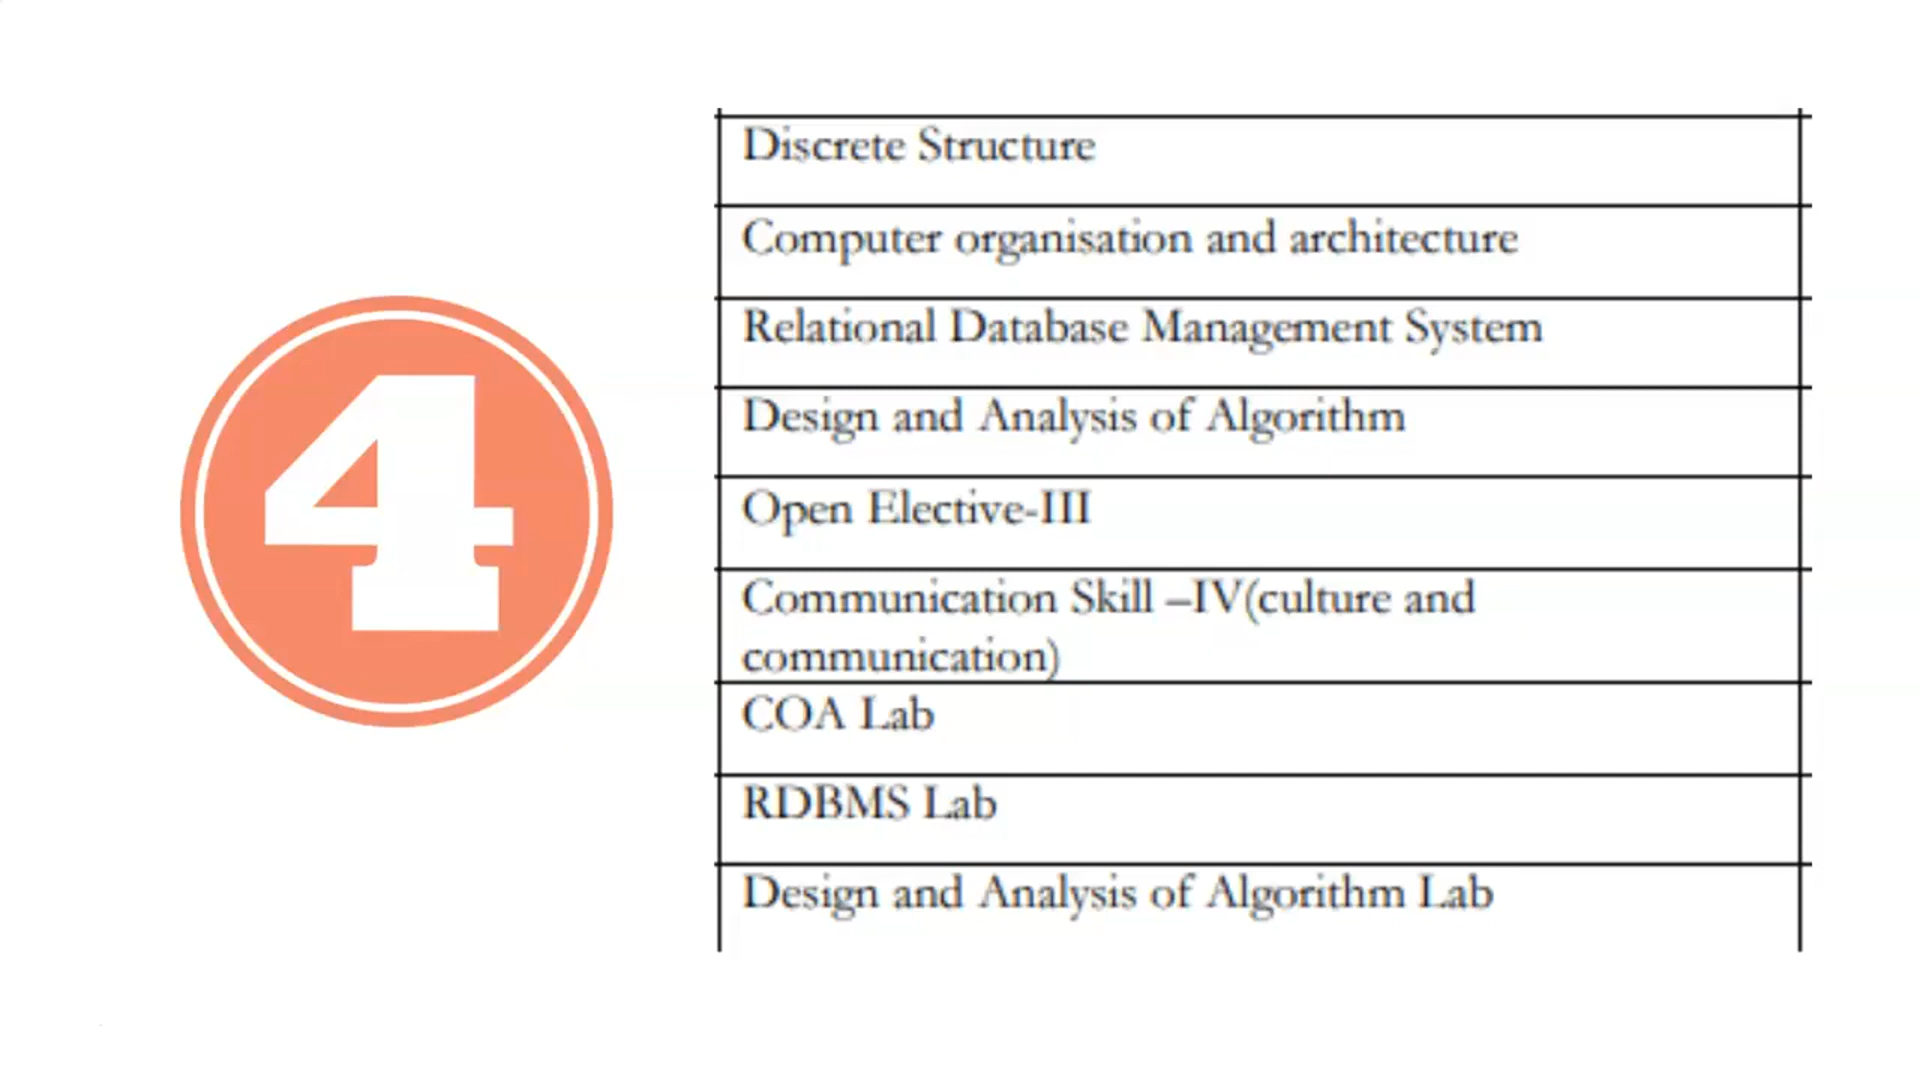 4
Discrete Structure
Computer organisation and architecture
Relational Database Management System
Design and Analysis of Algorithm
Open Elective-III
Communication Skill –IV(culture and
communication)
COA Lab
RDBMS Lab
Design and Analysis of Algorithm Lab